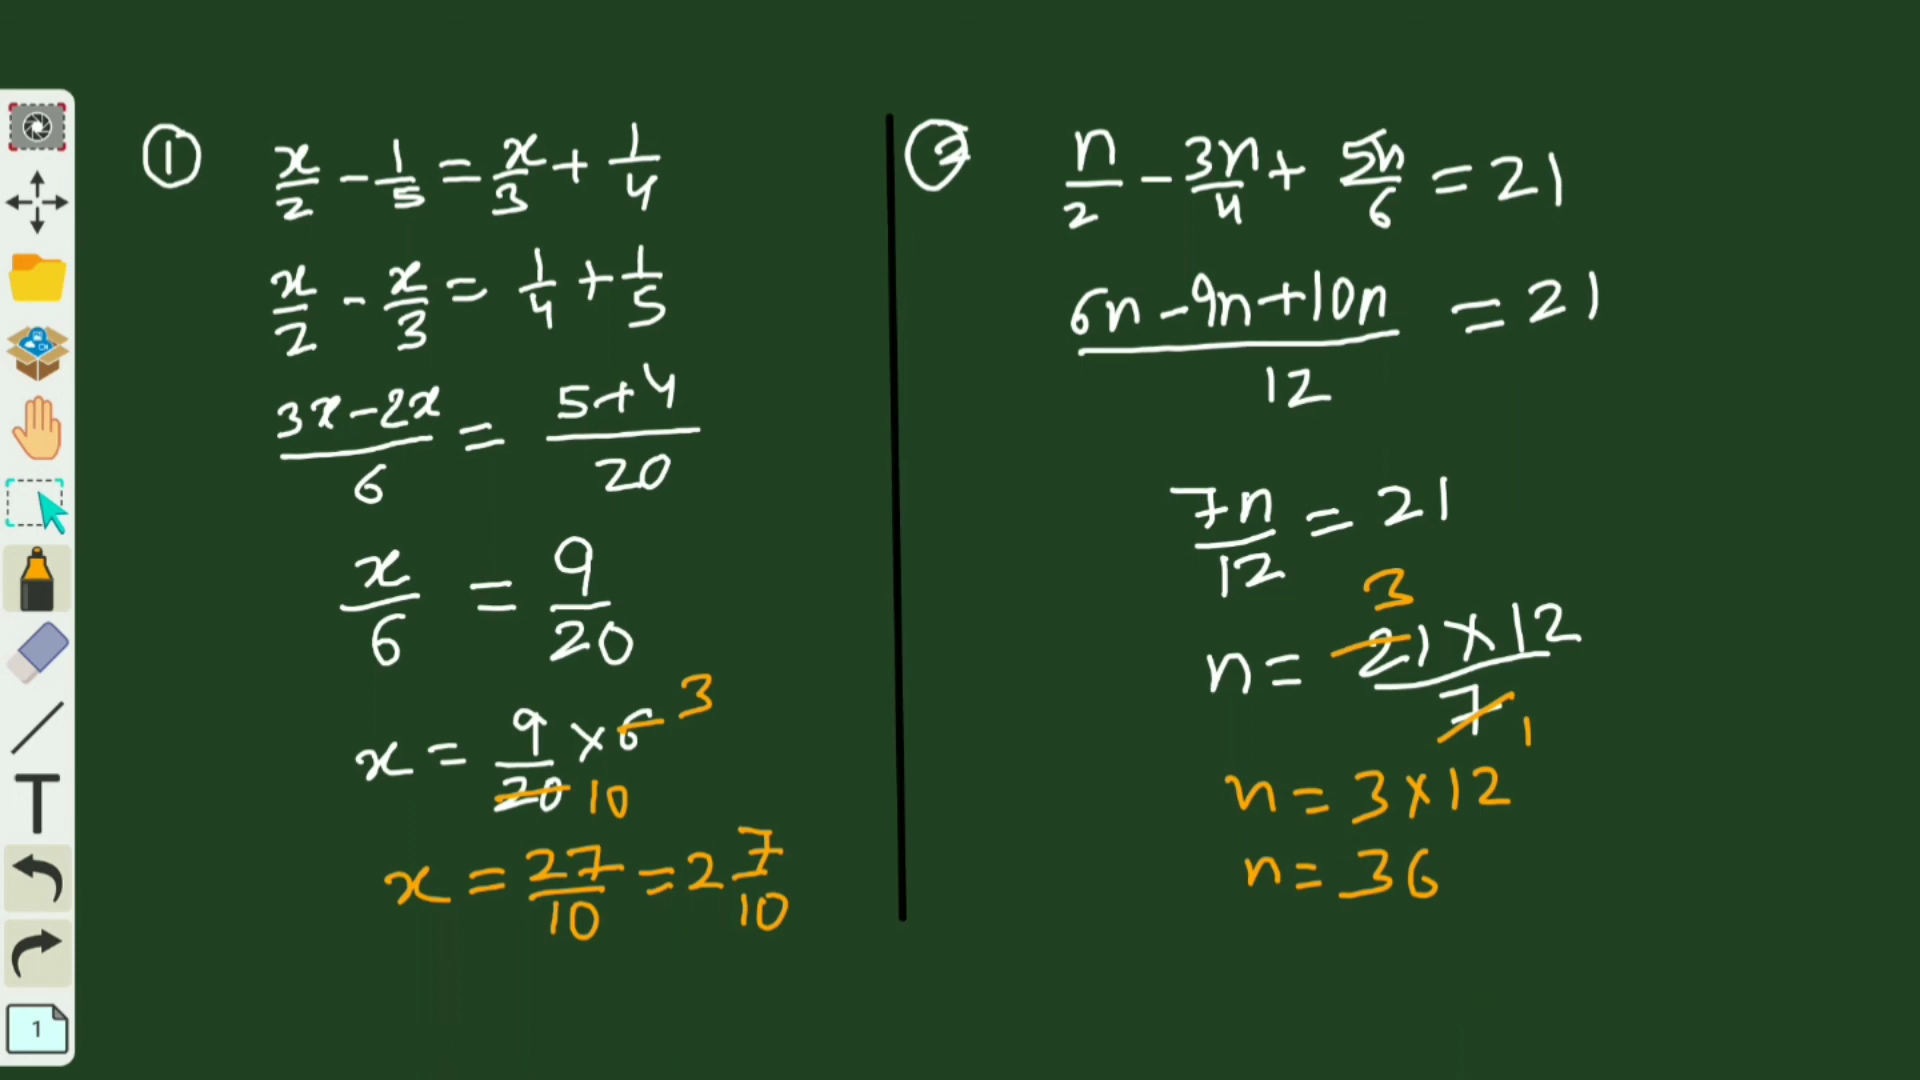 ① x/2 - 1/5 = x/3 + 1/4
x/2 - x/3 = 1/4 + 1/5
3x-2x/6 = 5+4/20
x/6 = 9/20
x = 9/20 × 6 3 10
x = 27/10 = 2 7/10
② n/2 - 3n/4 + 5n/6 = 21
6n-9n+10n/12 = 21
7n/12 = 21
3
n = 21×12/7 1
n = 3×12
n = 36
T
1